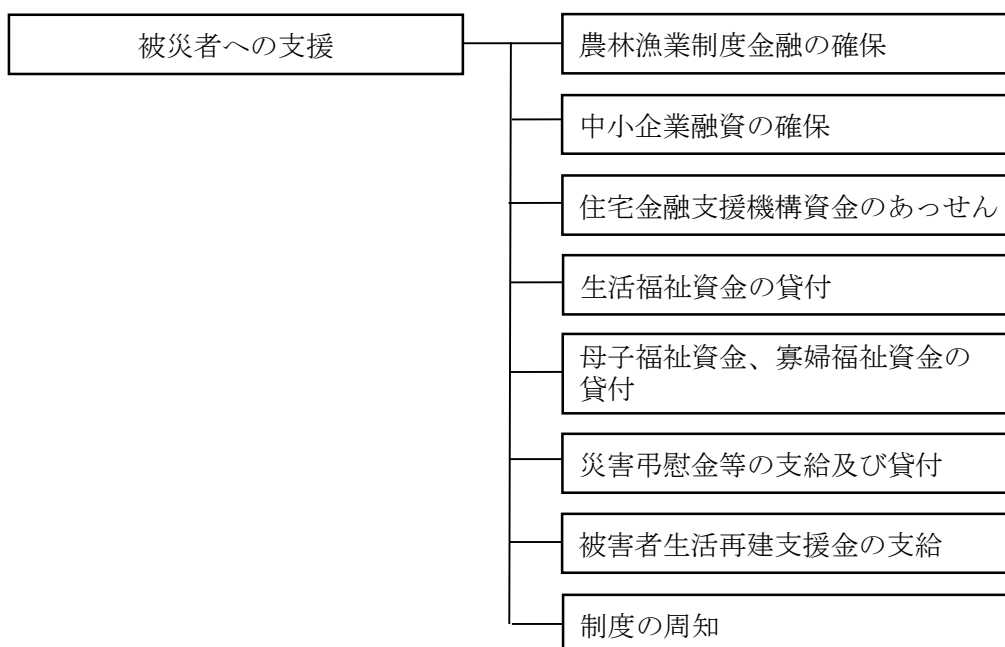 被災者への支援
農林漁業制度金融の確保
中小企業融資の確保
住宅金融支援機構資金のあっせん
生活福祉資金の貸付
母子福祉資金、寡婦福祉資金の
貸付
災害弔慰金等の支給及び貸付
被害者生活再建支援金の支給
制度の周知